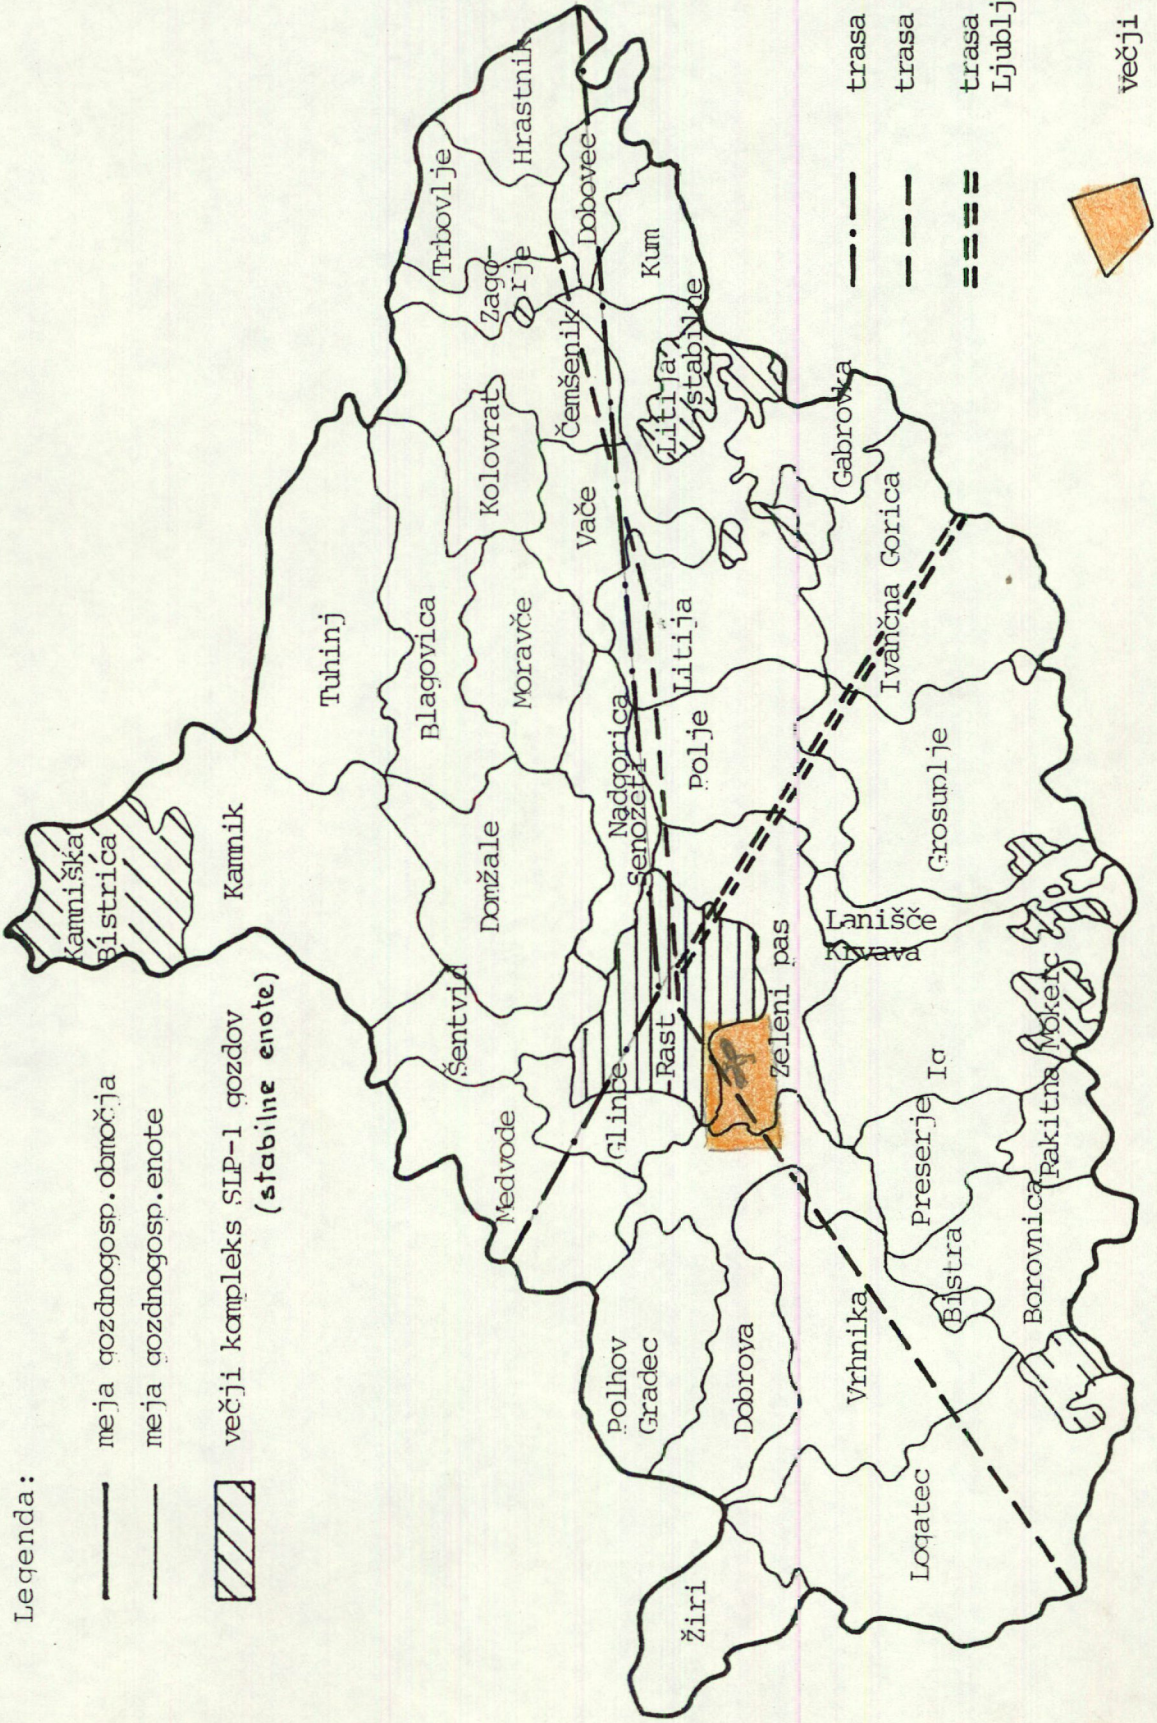 Legenda:
meja gozdnogosp.območja
meja gozdnogosp.enote
večji kompleks SLP-1 gozdov
(stabilne enote)
Kamniška
Bistrica
Kamnik
Tuhinj
Blagovica
Moravče
Kolovrat
Trbovlje
Zago-
rje
Hrastnik
Dobovec
Kum
Čemšenik
Vače
Litija
stabilne
Litija
Gabrovka
Ivančna Gorica
Grosuplje
Polje
Nadgorica
Senožeti
Domžale
Šentvid
Medvode
Glince
Rast
Zeleni pas
Lanišče
Krvava
Mokerc
Ig
Preserje
Rakitna
Borovnica
Bistra
Vrhnika
Dobrova
Polhov
Gradec
Žiri
Logatec
trasa
trasa
trasa
Ljublj
večji